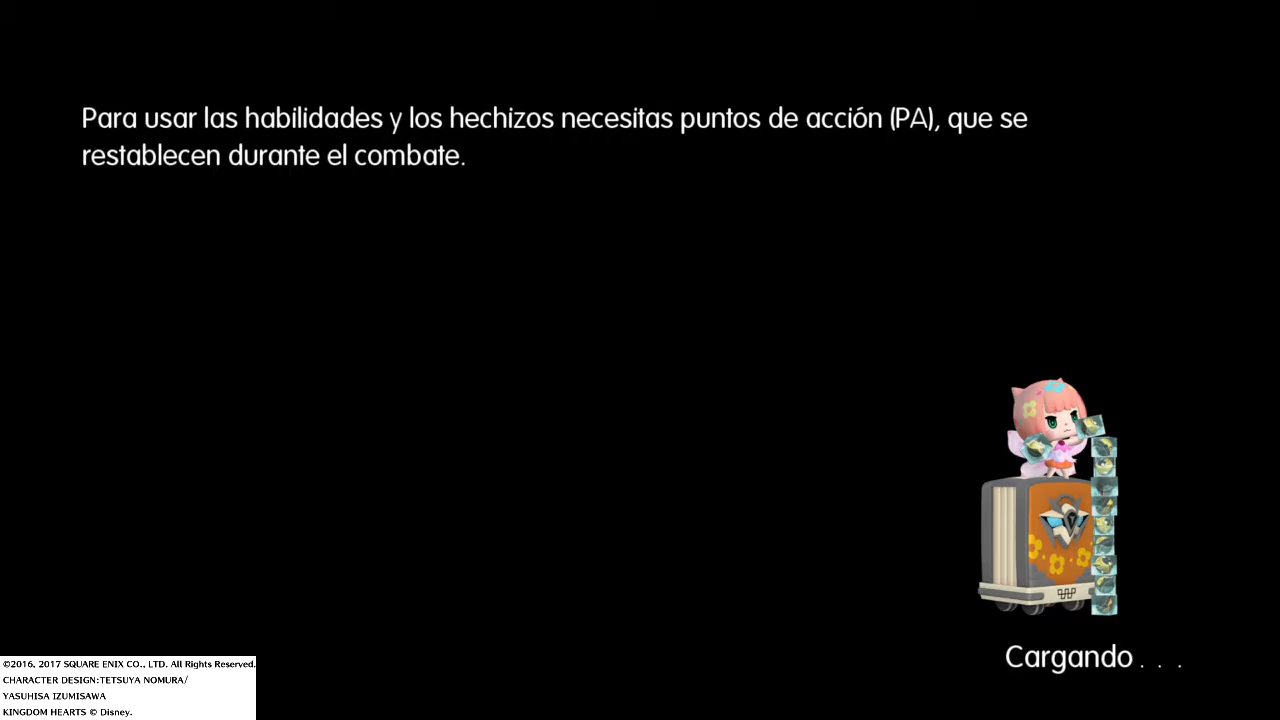 Para usar las habilidades y los hechizos necesitas puntos de acción (PA), que se
restablecen durante el combate.
Cargando . . .
©2016, 2017 SQUARE ENIX CO., LTD. All Rights Reserved.
CHARACTER DESIGN:TETSUYA NOMURA/
YASUHISA IZUMISAWA
KINGDOM HEARTS © Disney.